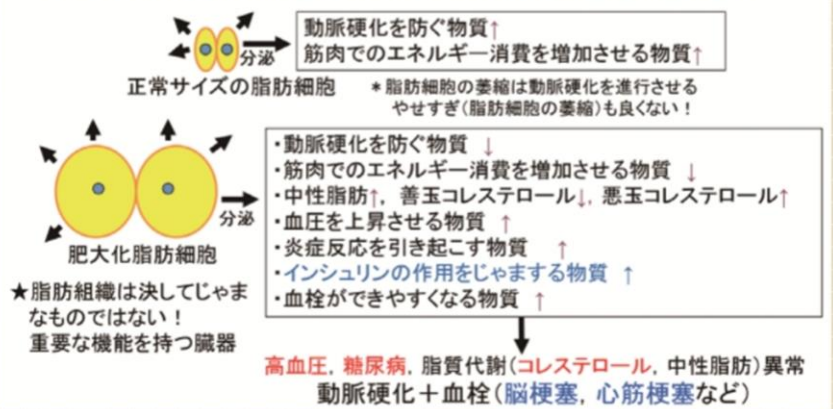 動脈硬化を防ぐ物質↑
筋肉でのエネルギー消費を増加させる物質↑
分泌
正常サイズの脂肪細胞
＊脂肪細胞の萎縮は動脈硬化を進行させる
やせすぎ(脂肪細胞の萎縮)も良くない！
・動脈硬化を防ぐ物質 ↓
・筋肉でのエネルギー消費を増加させる物質 ↓
・中性脂肪↑, 善玉コレステロール↓, 悪玉コレステロール↑
・血圧を上昇させる物質 ↑
・炎症反応を引き起こす物質 ↑
・インシュリンの作用をじゃまする物質 ↑
・血栓ができやすくなる物質 ↑
分泌
肥大化脂肪細胞
★脂肪組織は決してじゃま
なものではない！
重要な機能を持つ臓器
高血圧, 糖尿病, 脂質代謝(コレステロール, 中性脂肪)異常
動脈硬化＋血栓(脳梗塞, 心筋梗塞など)